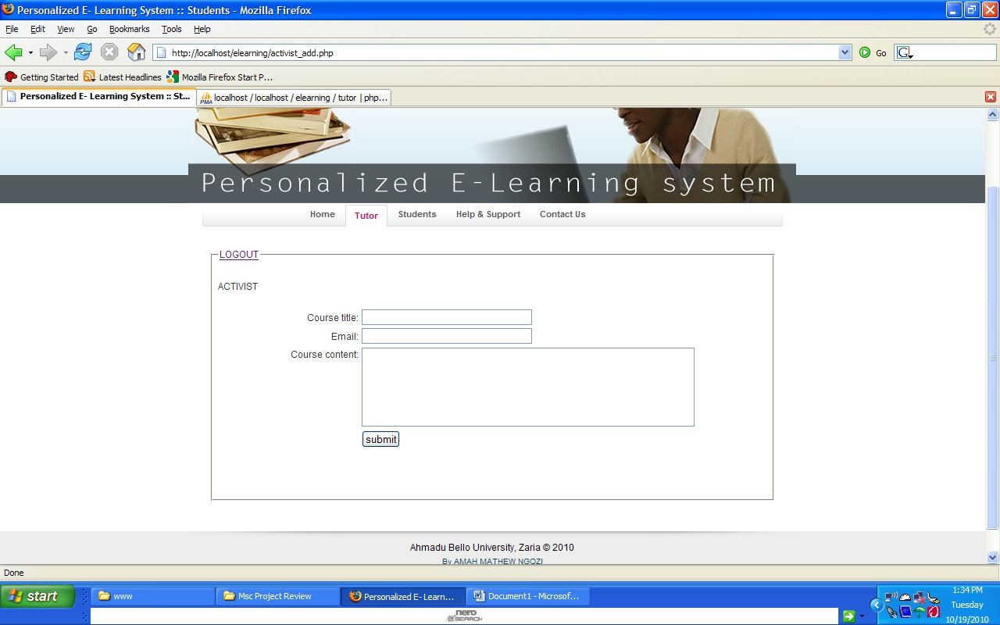 Personalized E- Learning System :: Students - Mozilla Firefox
File Edit View Go Bookmarks Tools Help
http://localhost/elearning/activist_add.php Go G
Getting Started Latest Headlines Mozilla Firefox Start P...
Personalized E- Learning System :: St... PMA localhost / localhost / elearning / tutor | php...
Personalized E-Learning system
Home Tutor Students Help & Support Contact Us
LOGOUT
ACTIVIST
Course title:
Email:
Course content:
submit
Ahmadu Bello University, Zaria © 2010
By AMAH MATHEW NGOZI
Done
start www Msc Project Review Personalized E- Learn... Document1 - Microsof... 1:34 PM
Tuesday
nero SEARCH 10/19/2010